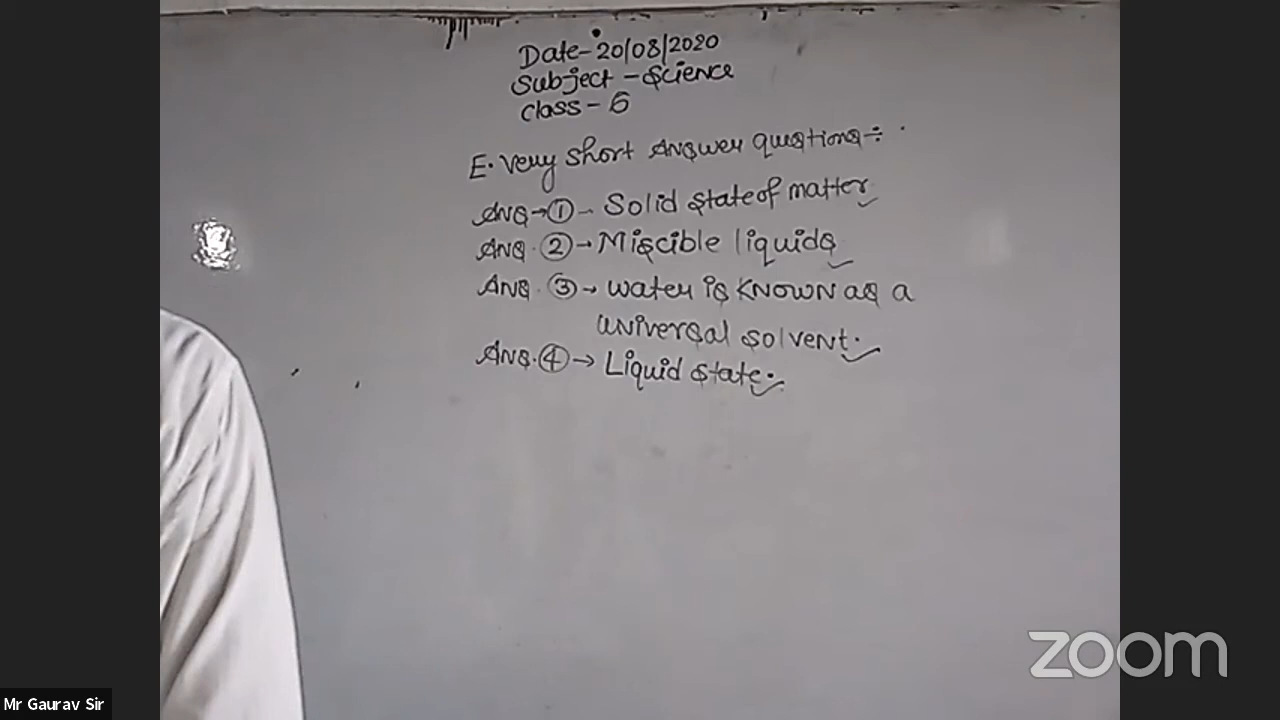 Date-20/08/2020
Subject - Science
Class - 6
E. Very short Answer questions÷
Ans→① - Solid state of matter
Ans. ②→ Miscible liquids
Ans. ③→ Water is known as a
universal solvent.
Ans. ④→ Liquid state.
zoom
Mr Gaurav Sir